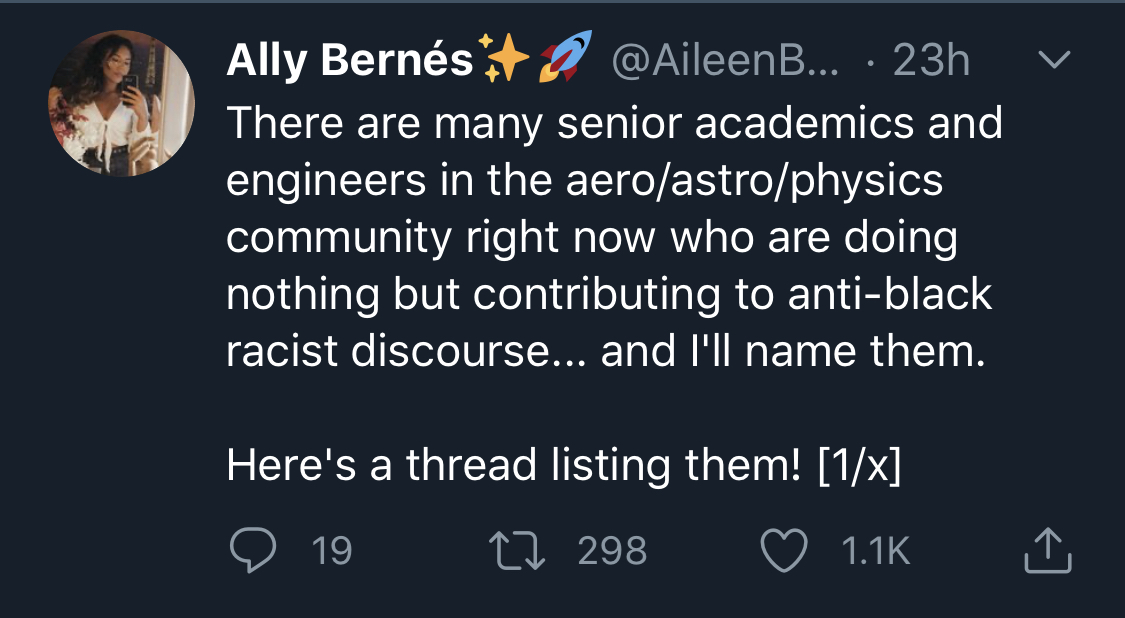 Ally Bernés✨🚀 @AileenB... · 23h
There are many senior academics and
engineers in the aero/astro/physics
community right now who are doing
nothing but contributing to anti-black
racist discourse... and I'll name them.
Here's a thread listing them! [1/x]
19 298 1.1K